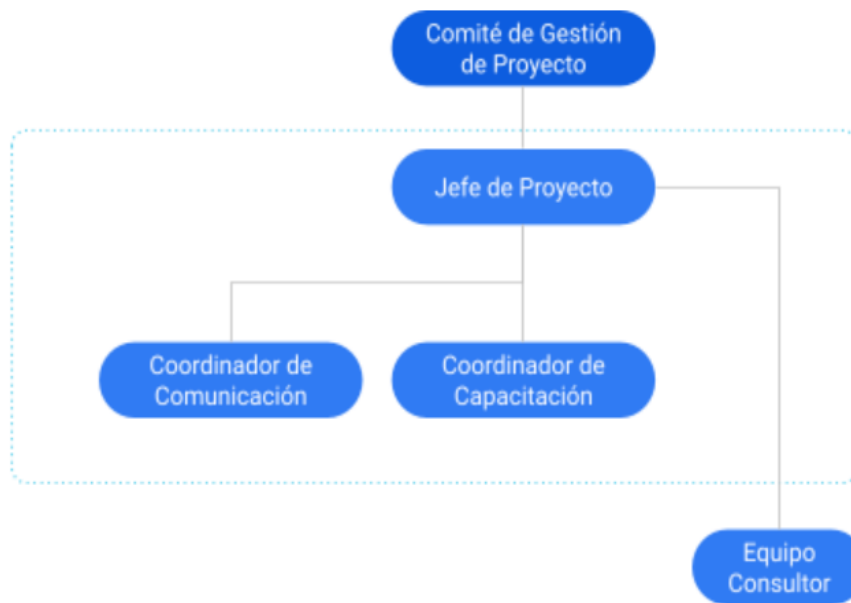 Comité de Gestión
de Proyecto
Jefe de Proyecto
Coordinador de
Comunicación
Coordinador de
Capacitación
Equipo
Consultor